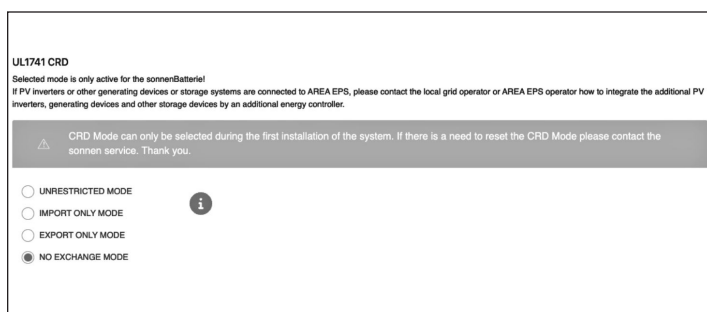 UL1741 CRD
Selected mode is only active for the sonnenBatterie!
If PV inverters or other generating devices or storage systems are connected to AREA EPS, please contact the local grid operator or AREA EPS operator how to integrate the additional PV
inverters, generating devices and other storage devices by an additional energy controller.
CRD Mode can only be selected during the first installation of the system. If there is a need to reset the CRD Mode please contact the
sonnen service. Thank you.
UNRESTRICTED MODE
i
IMPORT ONLY MODE
EXPORT ONLY MODE
NO EXCHANGE MODE